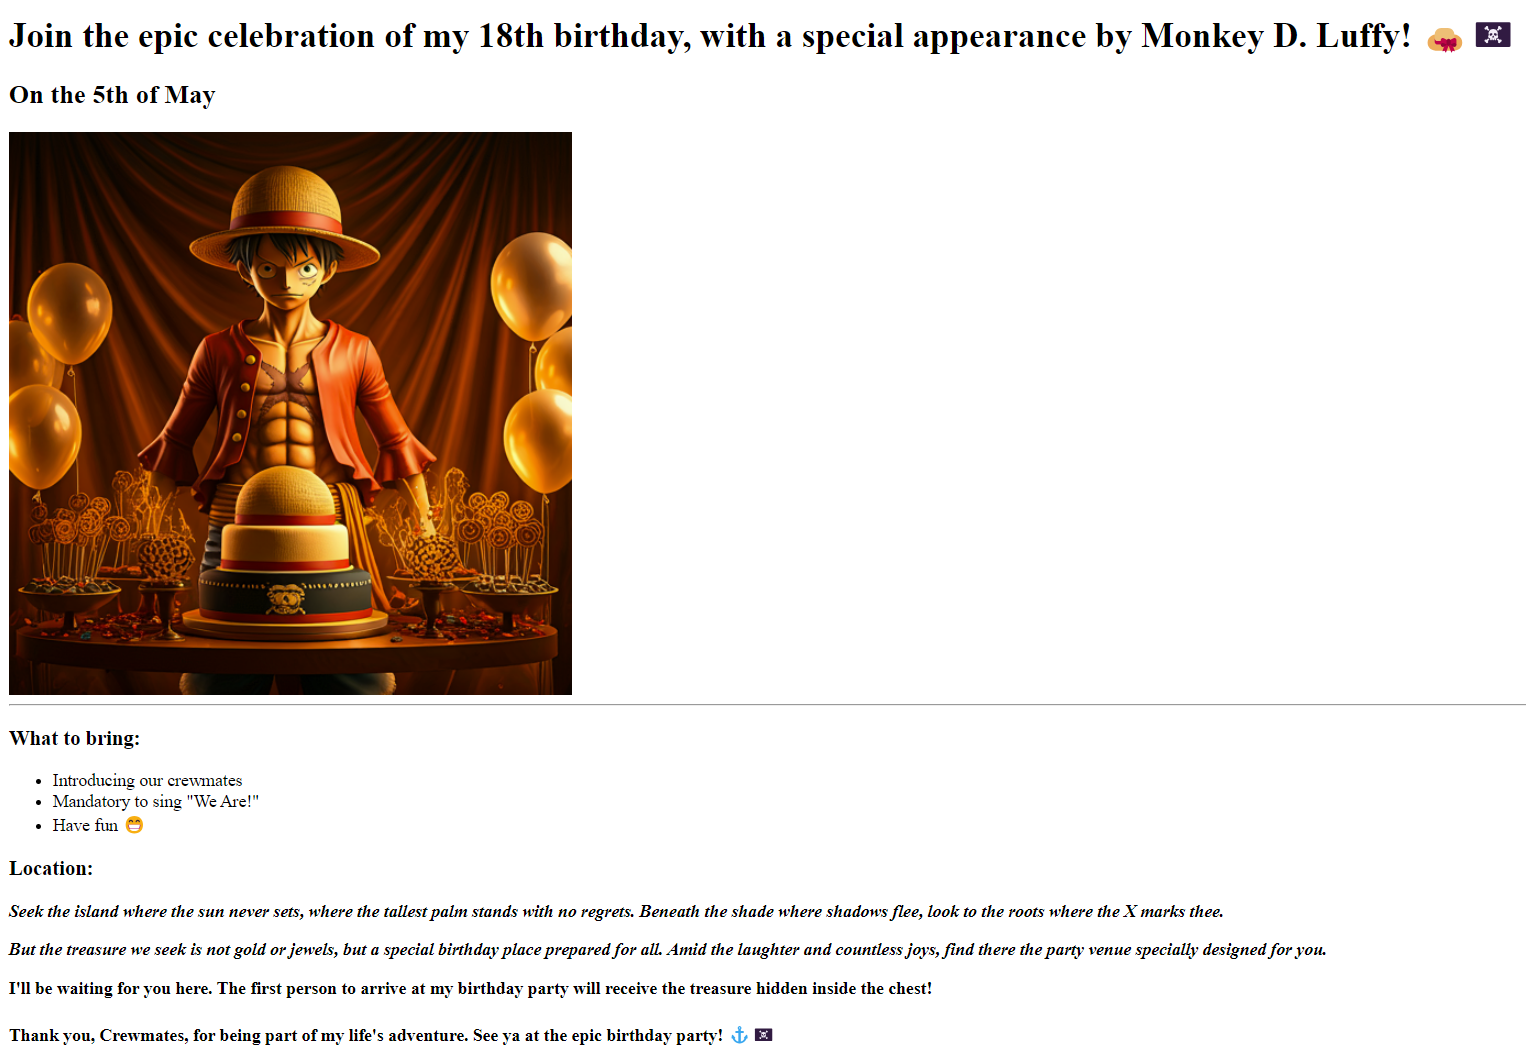 Join the epic celebration of my 18th birthday, with a special appearance by Monkey D. Luffy! 👒 🏴‍☠️
On the 5th of May
What to bring:
• Introducing our crewmates
• Mandatory to sing "We Are!"
• Have fun 😁
Location:
Seek the island where the sun never sets, where the tallest palm stands with no regrets. Beneath the shade where shadows flee, look to the roots where the X marks thee.
But the treasure we seek is not gold or jewels, but a special birthday place prepared for all. Amid the laughter and countless joys, find there the party venue specially designed for you.
I'll be waiting for you here. The first person to arrive at my birthday party will receive the treasure hidden inside the chest!
Thank you, Crewmates, for being part of my life's adventure. See ya at the epic birthday party! ⚓ 🏴‍☠️